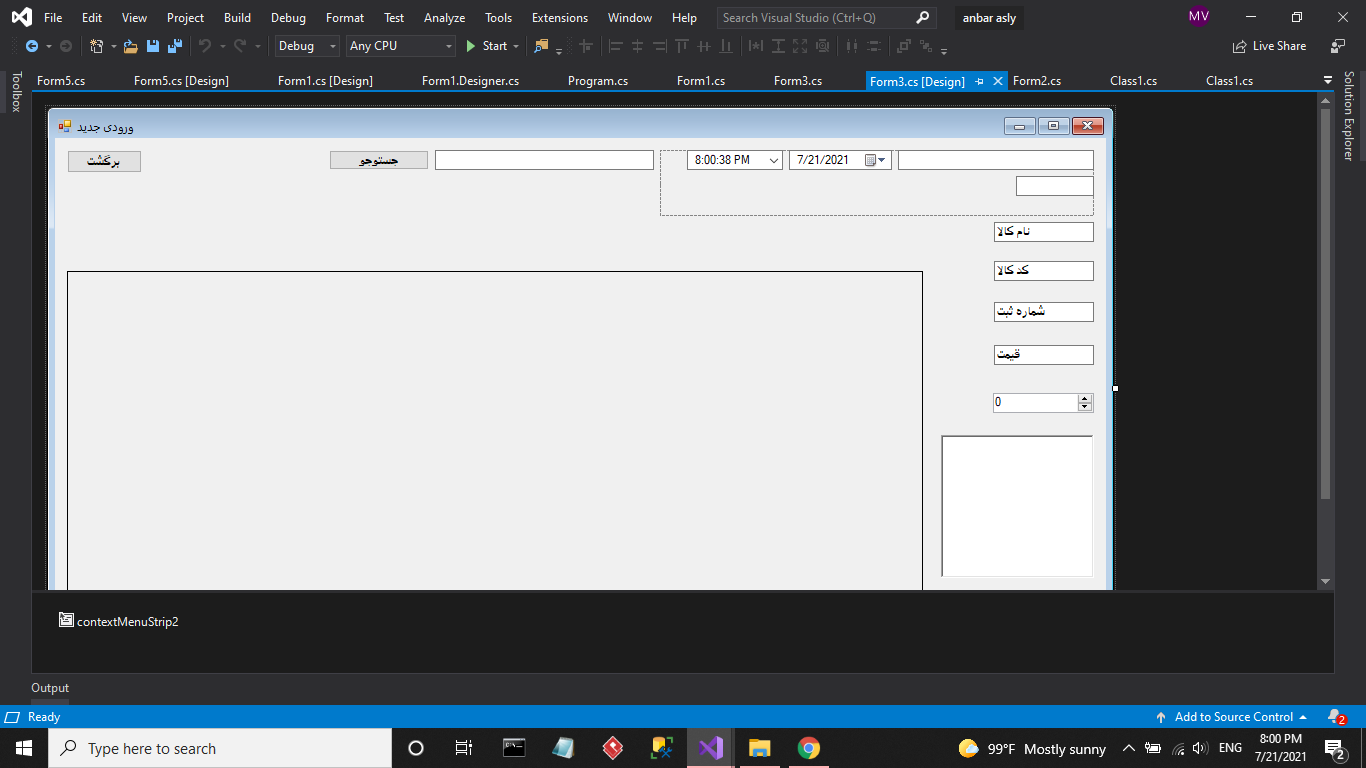 File Edit View Project Build Debug Format Test Analyze Tools Extensions Window Help Search Visual Studio (Ctrl+Q) anbar asly MV
Debug Any CPU Start Live Share
Form5.cs Form5.cs [Design] Form1.cs [Design] Form1.Designer.cs Program.cs Form1.cs Form3.cs Form3.cs [Design] Form2.cs Class1.cs Class1.cs
Toolbox
Solution Explorer
ورودی جدید
برگشت جستوجو 8:00:38 PM 7/21/2021
نام کالا
کد کالا
شماره ثبت
قیمت
0
contextMenuStrip2
Output
Ready Add to Source Control 2
Type here to search 99°F Mostly sunny ENG 8:00 PM
7/21/2021 2